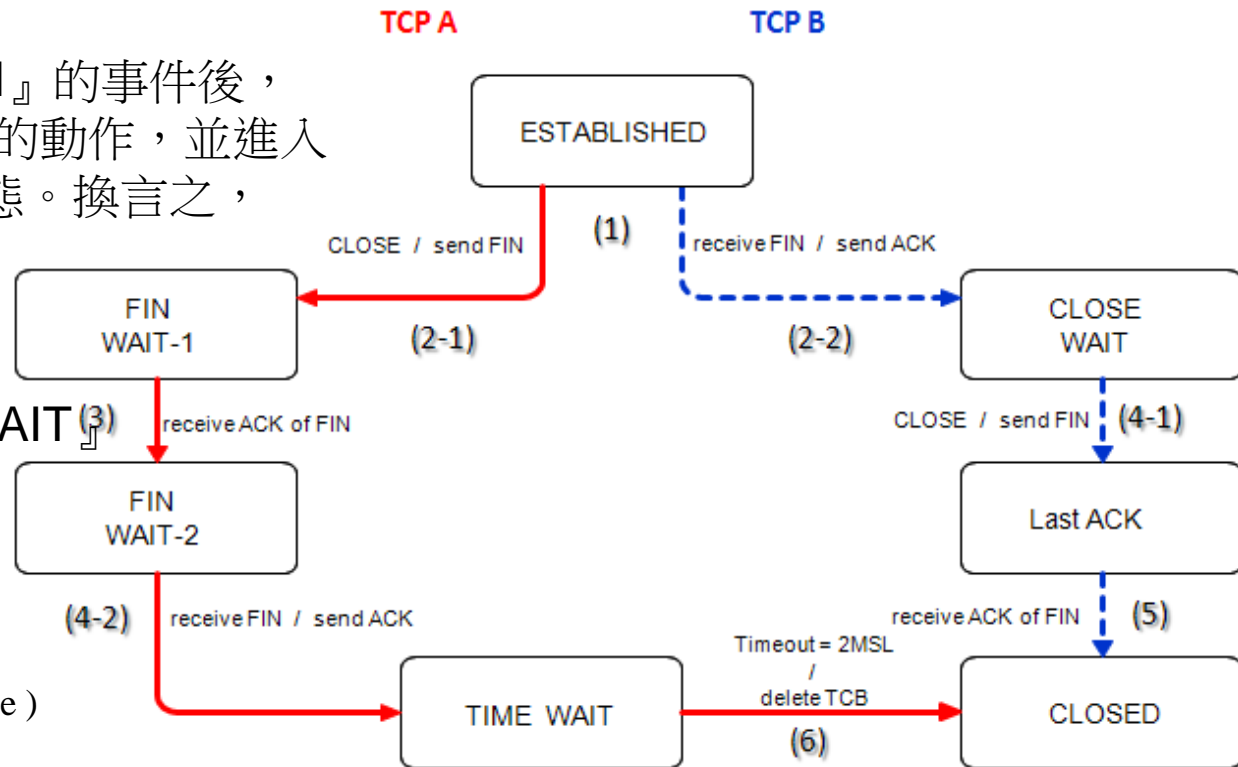 TCP A
TCP B
』的事件後，
的動作，並進入
態。換言之，
ESTABLISHED
(1)
CLOSE / send FIN
receive FIN / send ACK
FIN
WAIT-1
(2-1)
(2-2)
CLOSE
WAIT
AIT』
(3)
receive ACK of FIN
CLOSE / send FIN
(4-1)
FIN
WAIT-2
Last ACK
(4-2)
receive FIN / send ACK
receive ACK of FIN
(5)
Timeout = 2MSL
/
delete TCB
e )
TIME WAIT
(6)
CLOSED